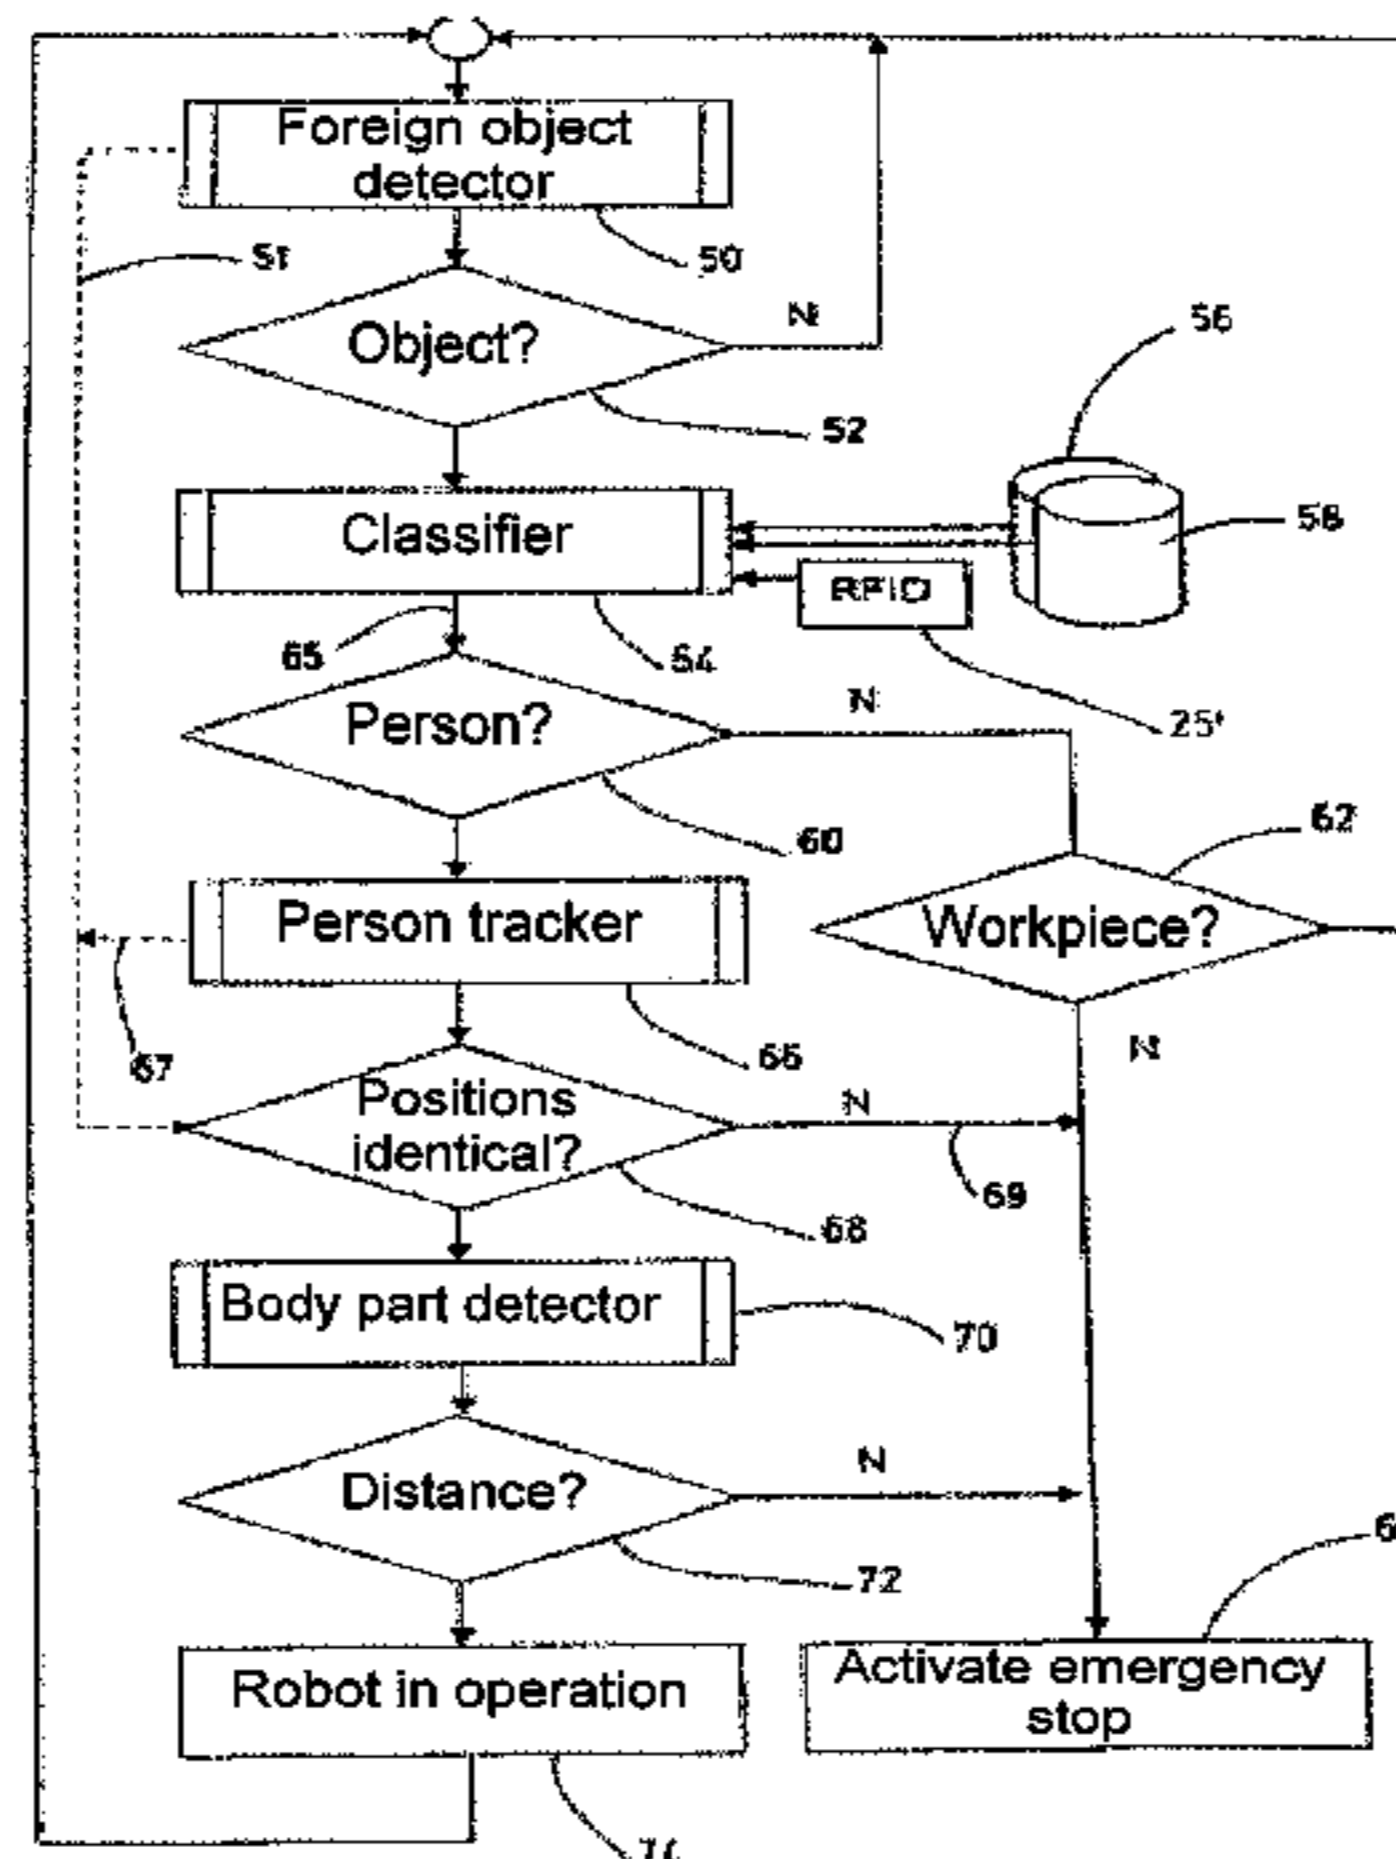 Foreign object
detector
51
50
Object?
N
56
52
Classifier
58
RFID
65
54
25'
Person?
N
60
62
Person tracker
Workpiece?
67
66
N
Positions
identical?
N
69
68
Body part detector
70
Distance?
N
72
Robot in operation
Activate emergency
stop